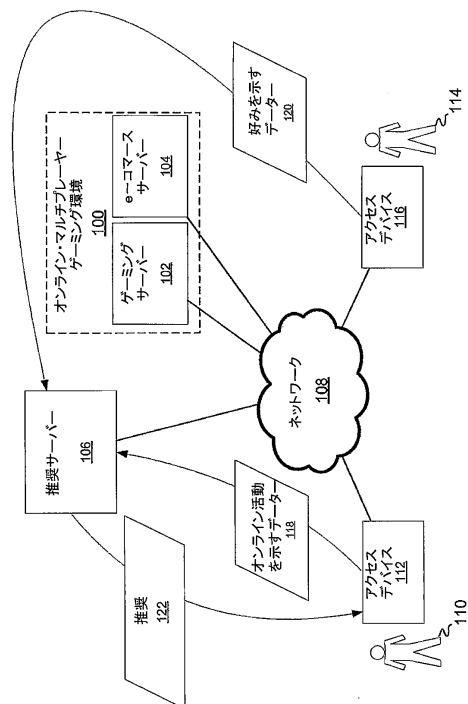 オンライン・マルチプレーヤー
ゲーミング環境
100
ゲーミング
サーバー
102
e-コマース
サーバー
104
推奨サーバー
106
好みを示す
データー
120
推奨
122
オンライン活動
を示すデーター
118
ネットワーク
108
アクセス
デバイス
112
アクセス
デバイス
116
110
114